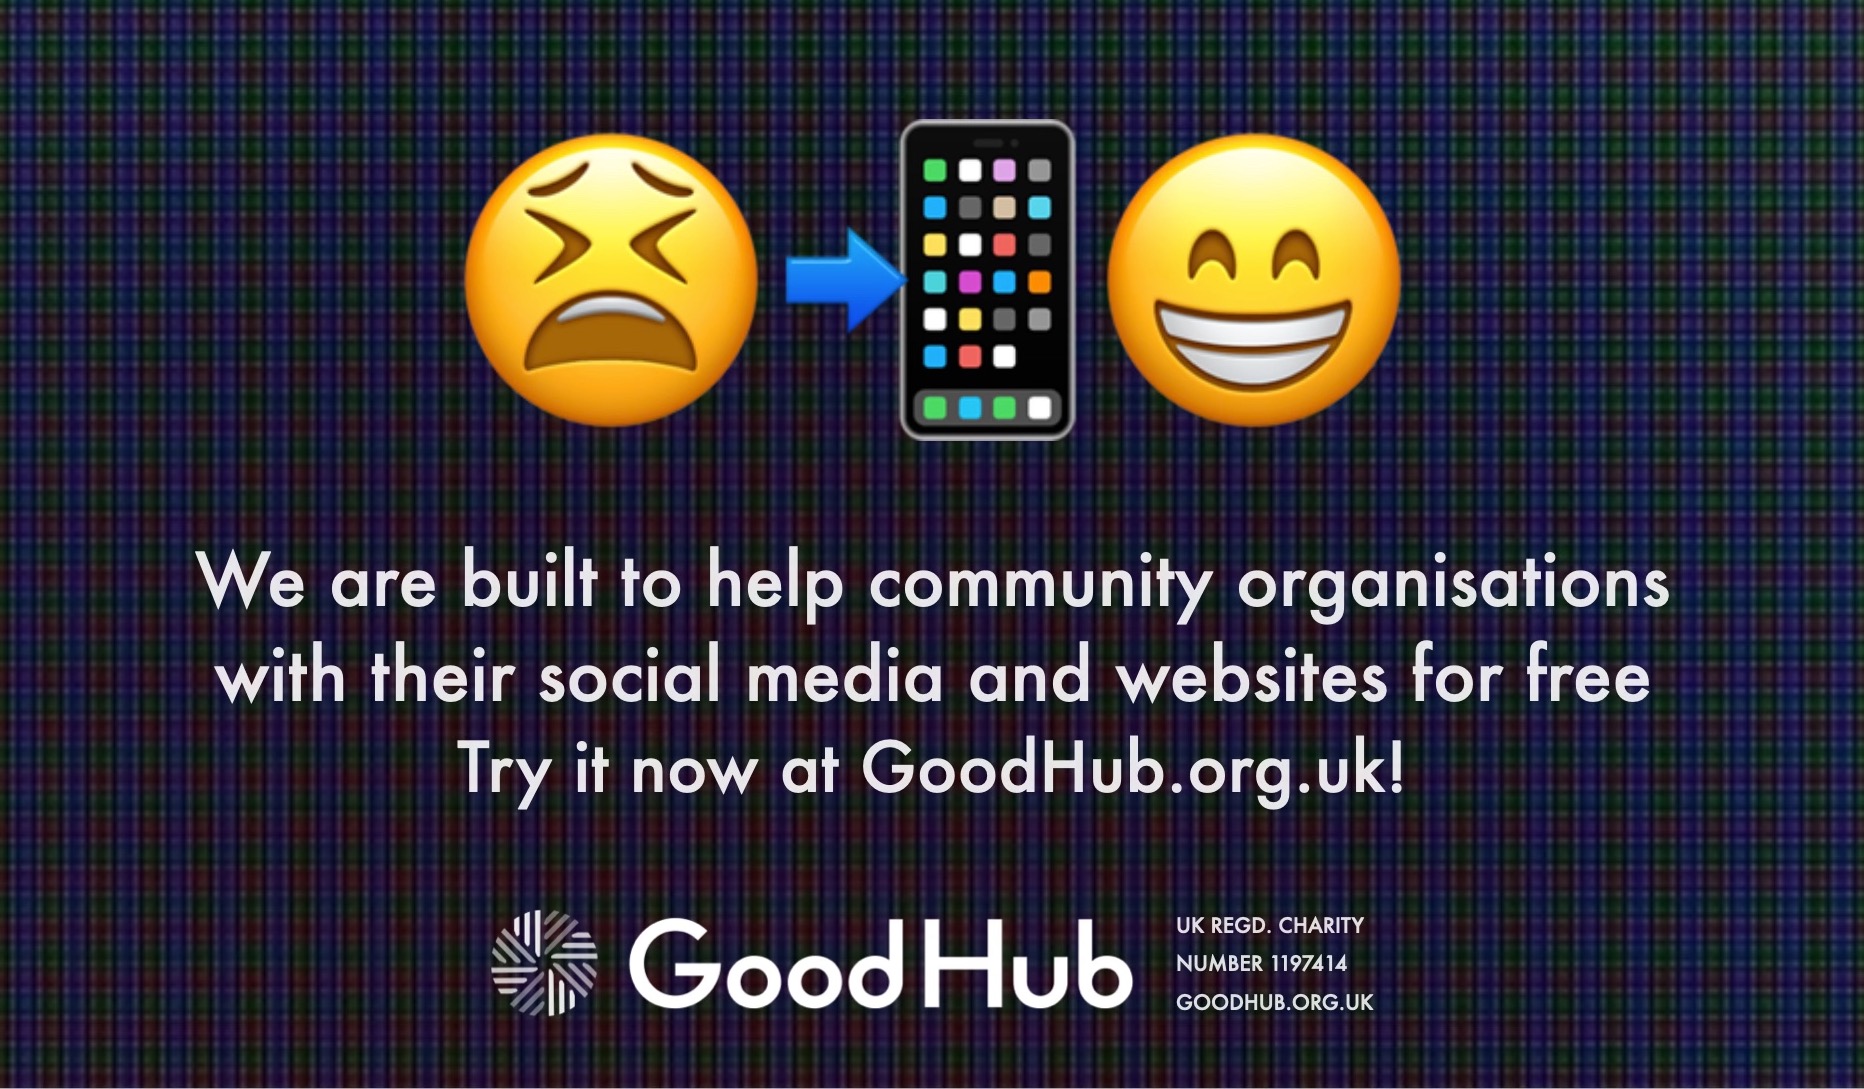 We are built to help community organisations
with their social media and websites for free
Try it now at GoodHub.org.uk!
GoodHub
UK REGD. CHARITY
NUMBER 1197414
GOODHUB.ORG.UK